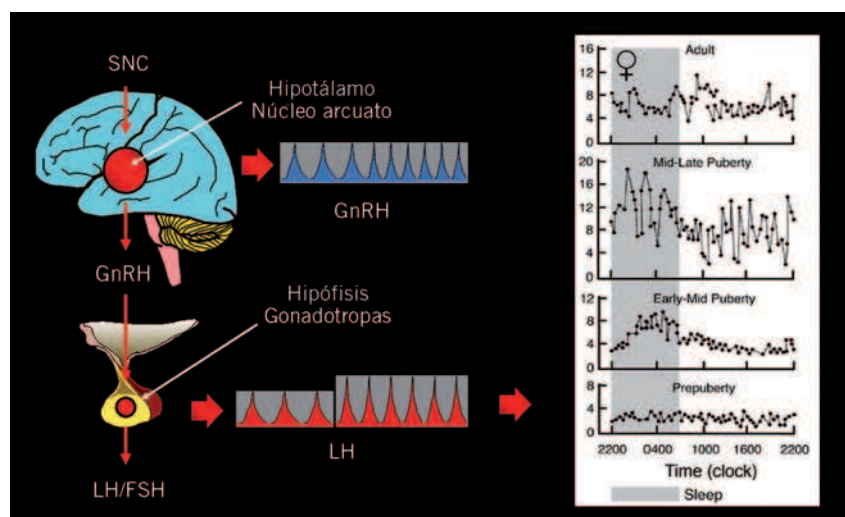 SNC
Hipotálamo
Núcleo arcuato
GnRH
GnRH
Hipófisis
Gonadotropas
LH
LH/FSH
♀
Adult
16
12
8
4
0
Mid-Late Puberty
20
16
12
8
4
0
Early-Mid Puberty
12
8
4
0
Prepuberty
8
4
0
2200 0400 1000 1600 2200
Time (clock)
Sleep